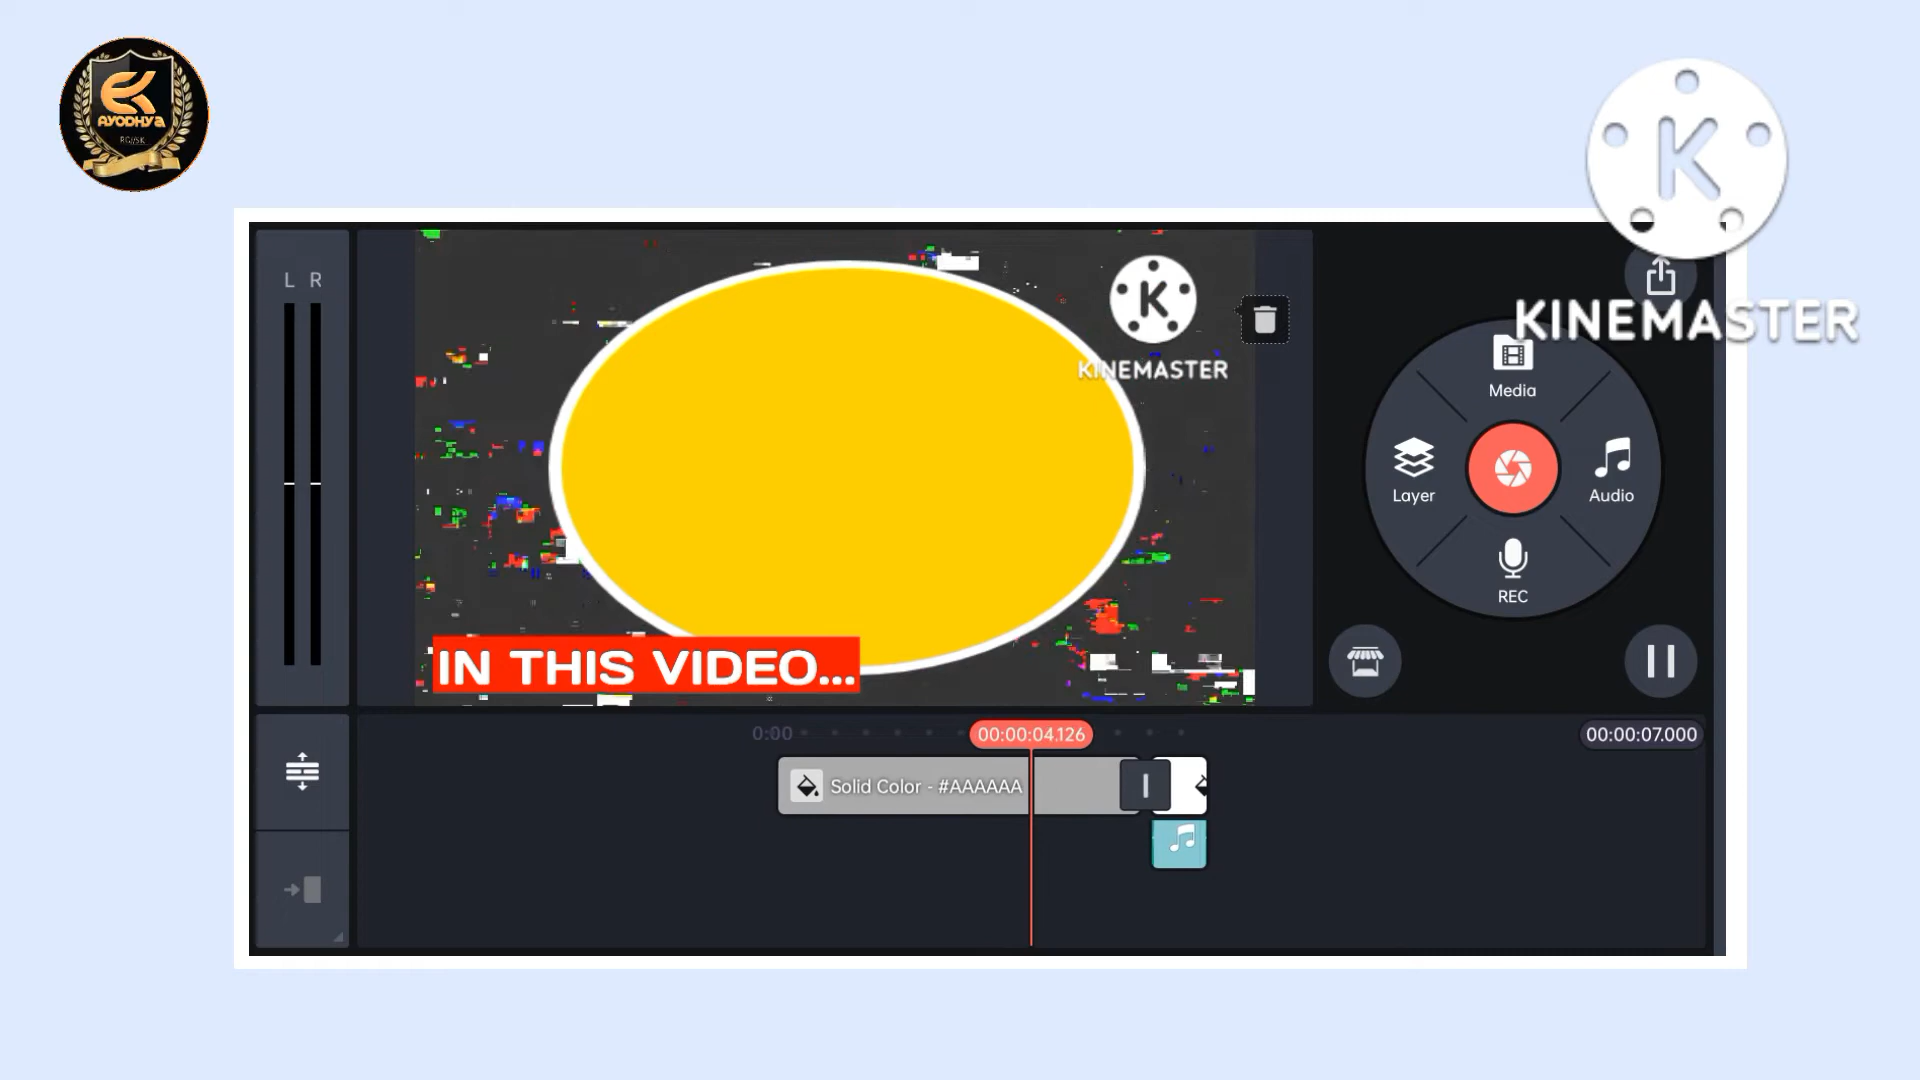 AYODHYa
RG//SK
K
KINEMASTER
L R
K
KINEMASTER
Media
Layer
Audio
REC
IN THIS VIDEO...
0:00
00:00:04.126
00:00:07.000
Solid Color - #AAAAAA